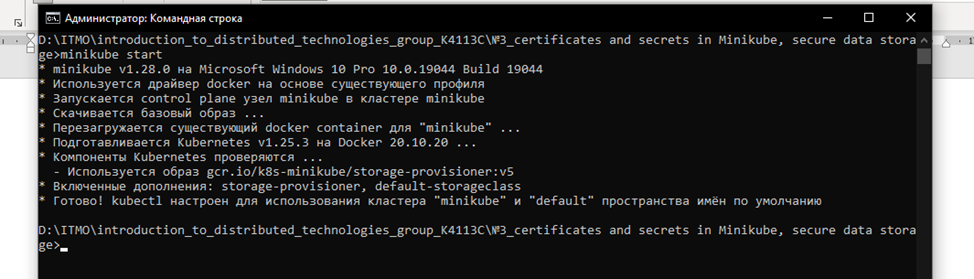 Администратор: Командная строка
D:\ITMO\introduction_to_distributed_technologies_group_K4113C\№3_certificates and secrets in Minikube, secure data stora
ge>minikube start
* minikube v1.28.0 на Microsoft Windows 10 Pro 10.0.19044 Build 19044
* Используется драйвер docker на основе существующего профиля
* Запускается control plane узел minikube в кластере minikube
* Скачивается базовый образ ...
* Перезагружается существующий docker container для "minikube" ...
* Подготавливается Kubernetes v1.25.3 на Docker 20.10.20 ...
* Компоненты Kubernetes проверяются ...
  - Используется образ gcr.io/k8s-minikube/storage-provisioner:v5
* Включенные дополнения: storage-provisioner, default-storageclass
* Готово! kubectl настроен для использования кластера "minikube" и "default" пространства имён по умолчанию
D:\ITMO\introduction_to_distributed_technologies_group_K4113C\№3_certificates and secrets in Minikube, secure data stora
ge>